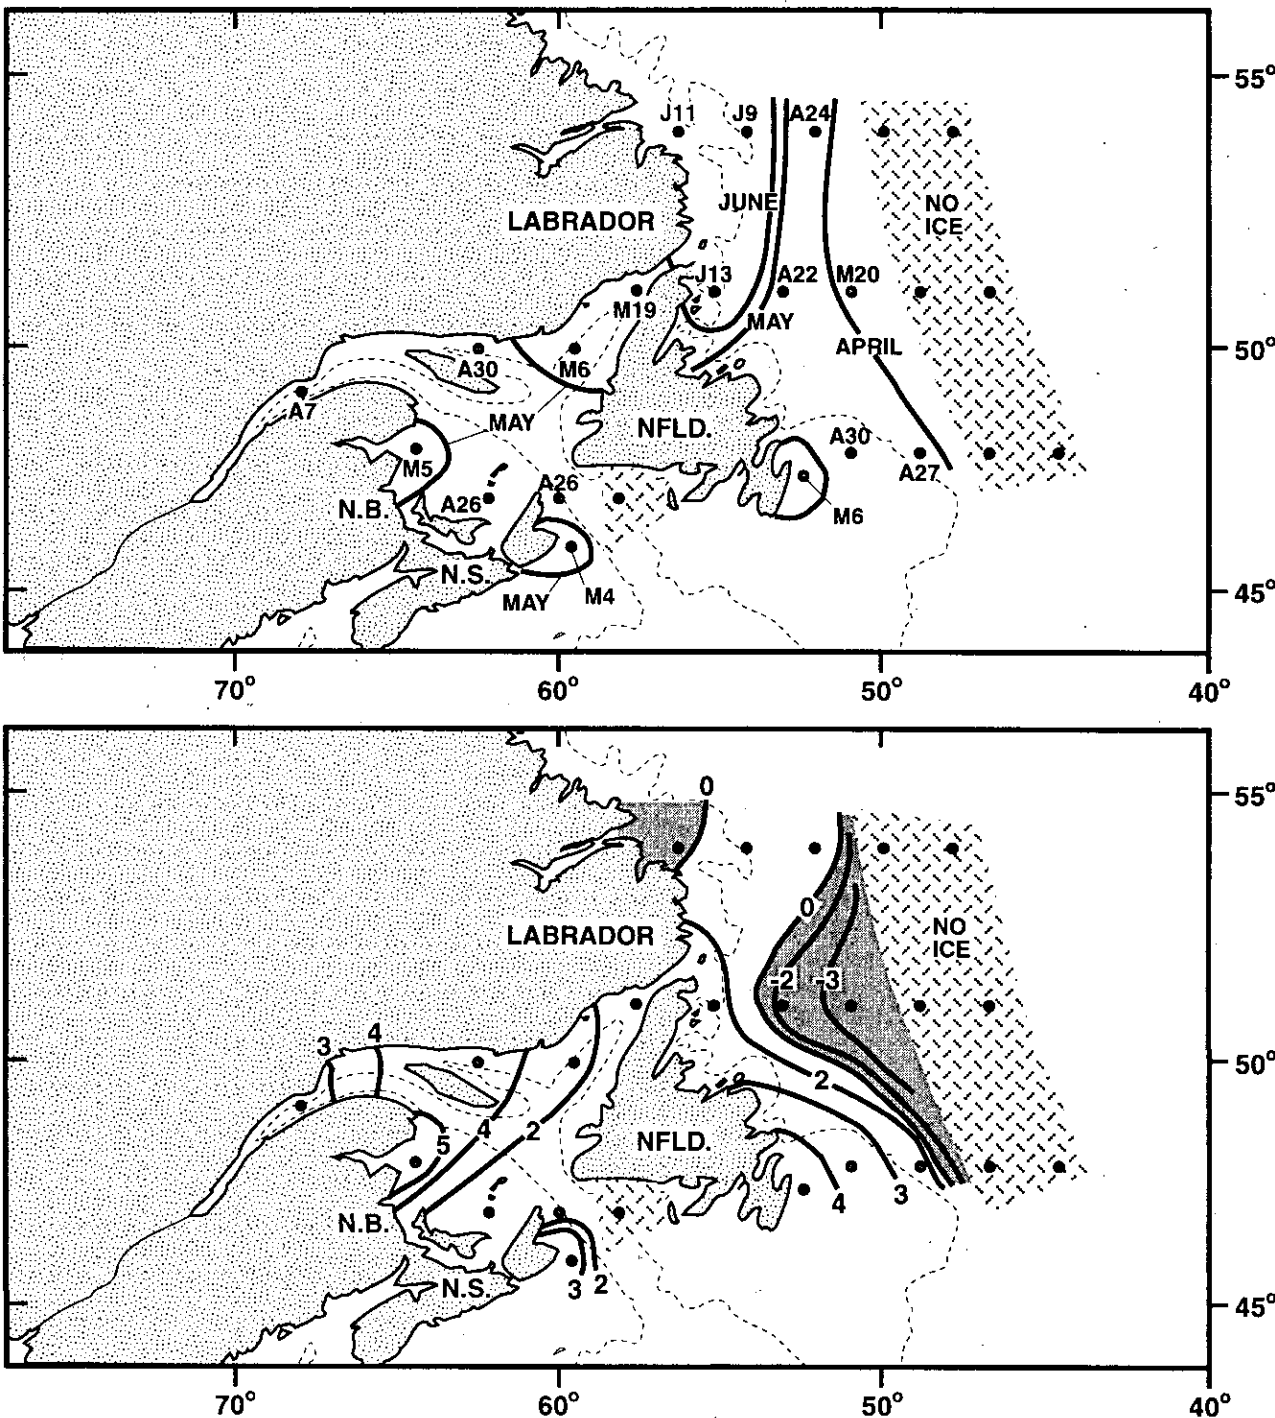 55°
J11 J9 A24
JUNE
NO
ICE
LABRADOR
J13 A22 M20
M19
MAY
APRIL
50°
A30 M6
A7
MAY
NFLD.
A30
M5
A27
A26
A26
N.B.
M6
N.S.
MAY M4
45°
70° 60° 50° 40°
0
55°
0
NO
ICE
LABRADOR
-2 -3
3 4
50°
2
5 4 2
NFLD.
4 3
N.B.
N.S.
3 2
45°
70° 60° 50° 40°